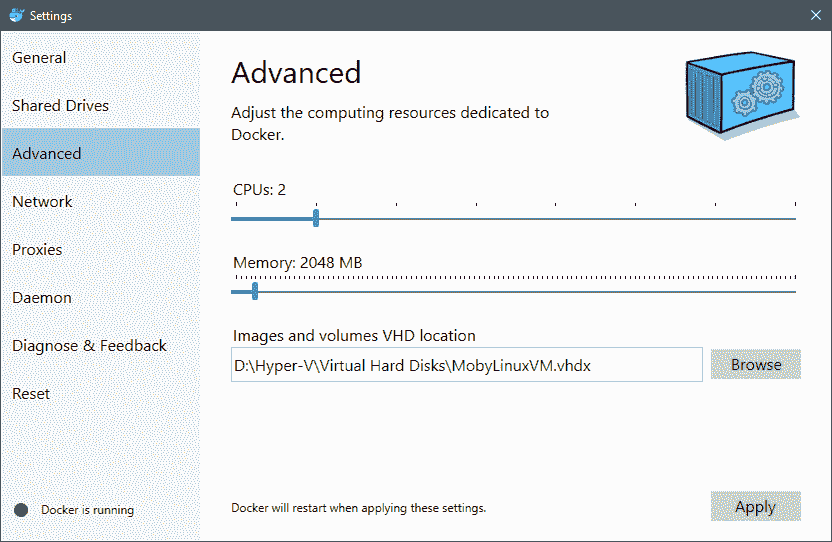 Settings
General
Shared Drives
Advanced
Network
Proxies
Daemon
Diagnose & Feedback
Reset
Docker is running
Advanced
Adjust the computing resources dedicated to
Docker.
CPUs: 2
Memory: 2048 MB
Images and volumes VHD location
D:\Hyper-V\Virtual Hard Disks\MobyLinuxVM.vhdx
Browse
Docker will restart when applying these settings.
Apply